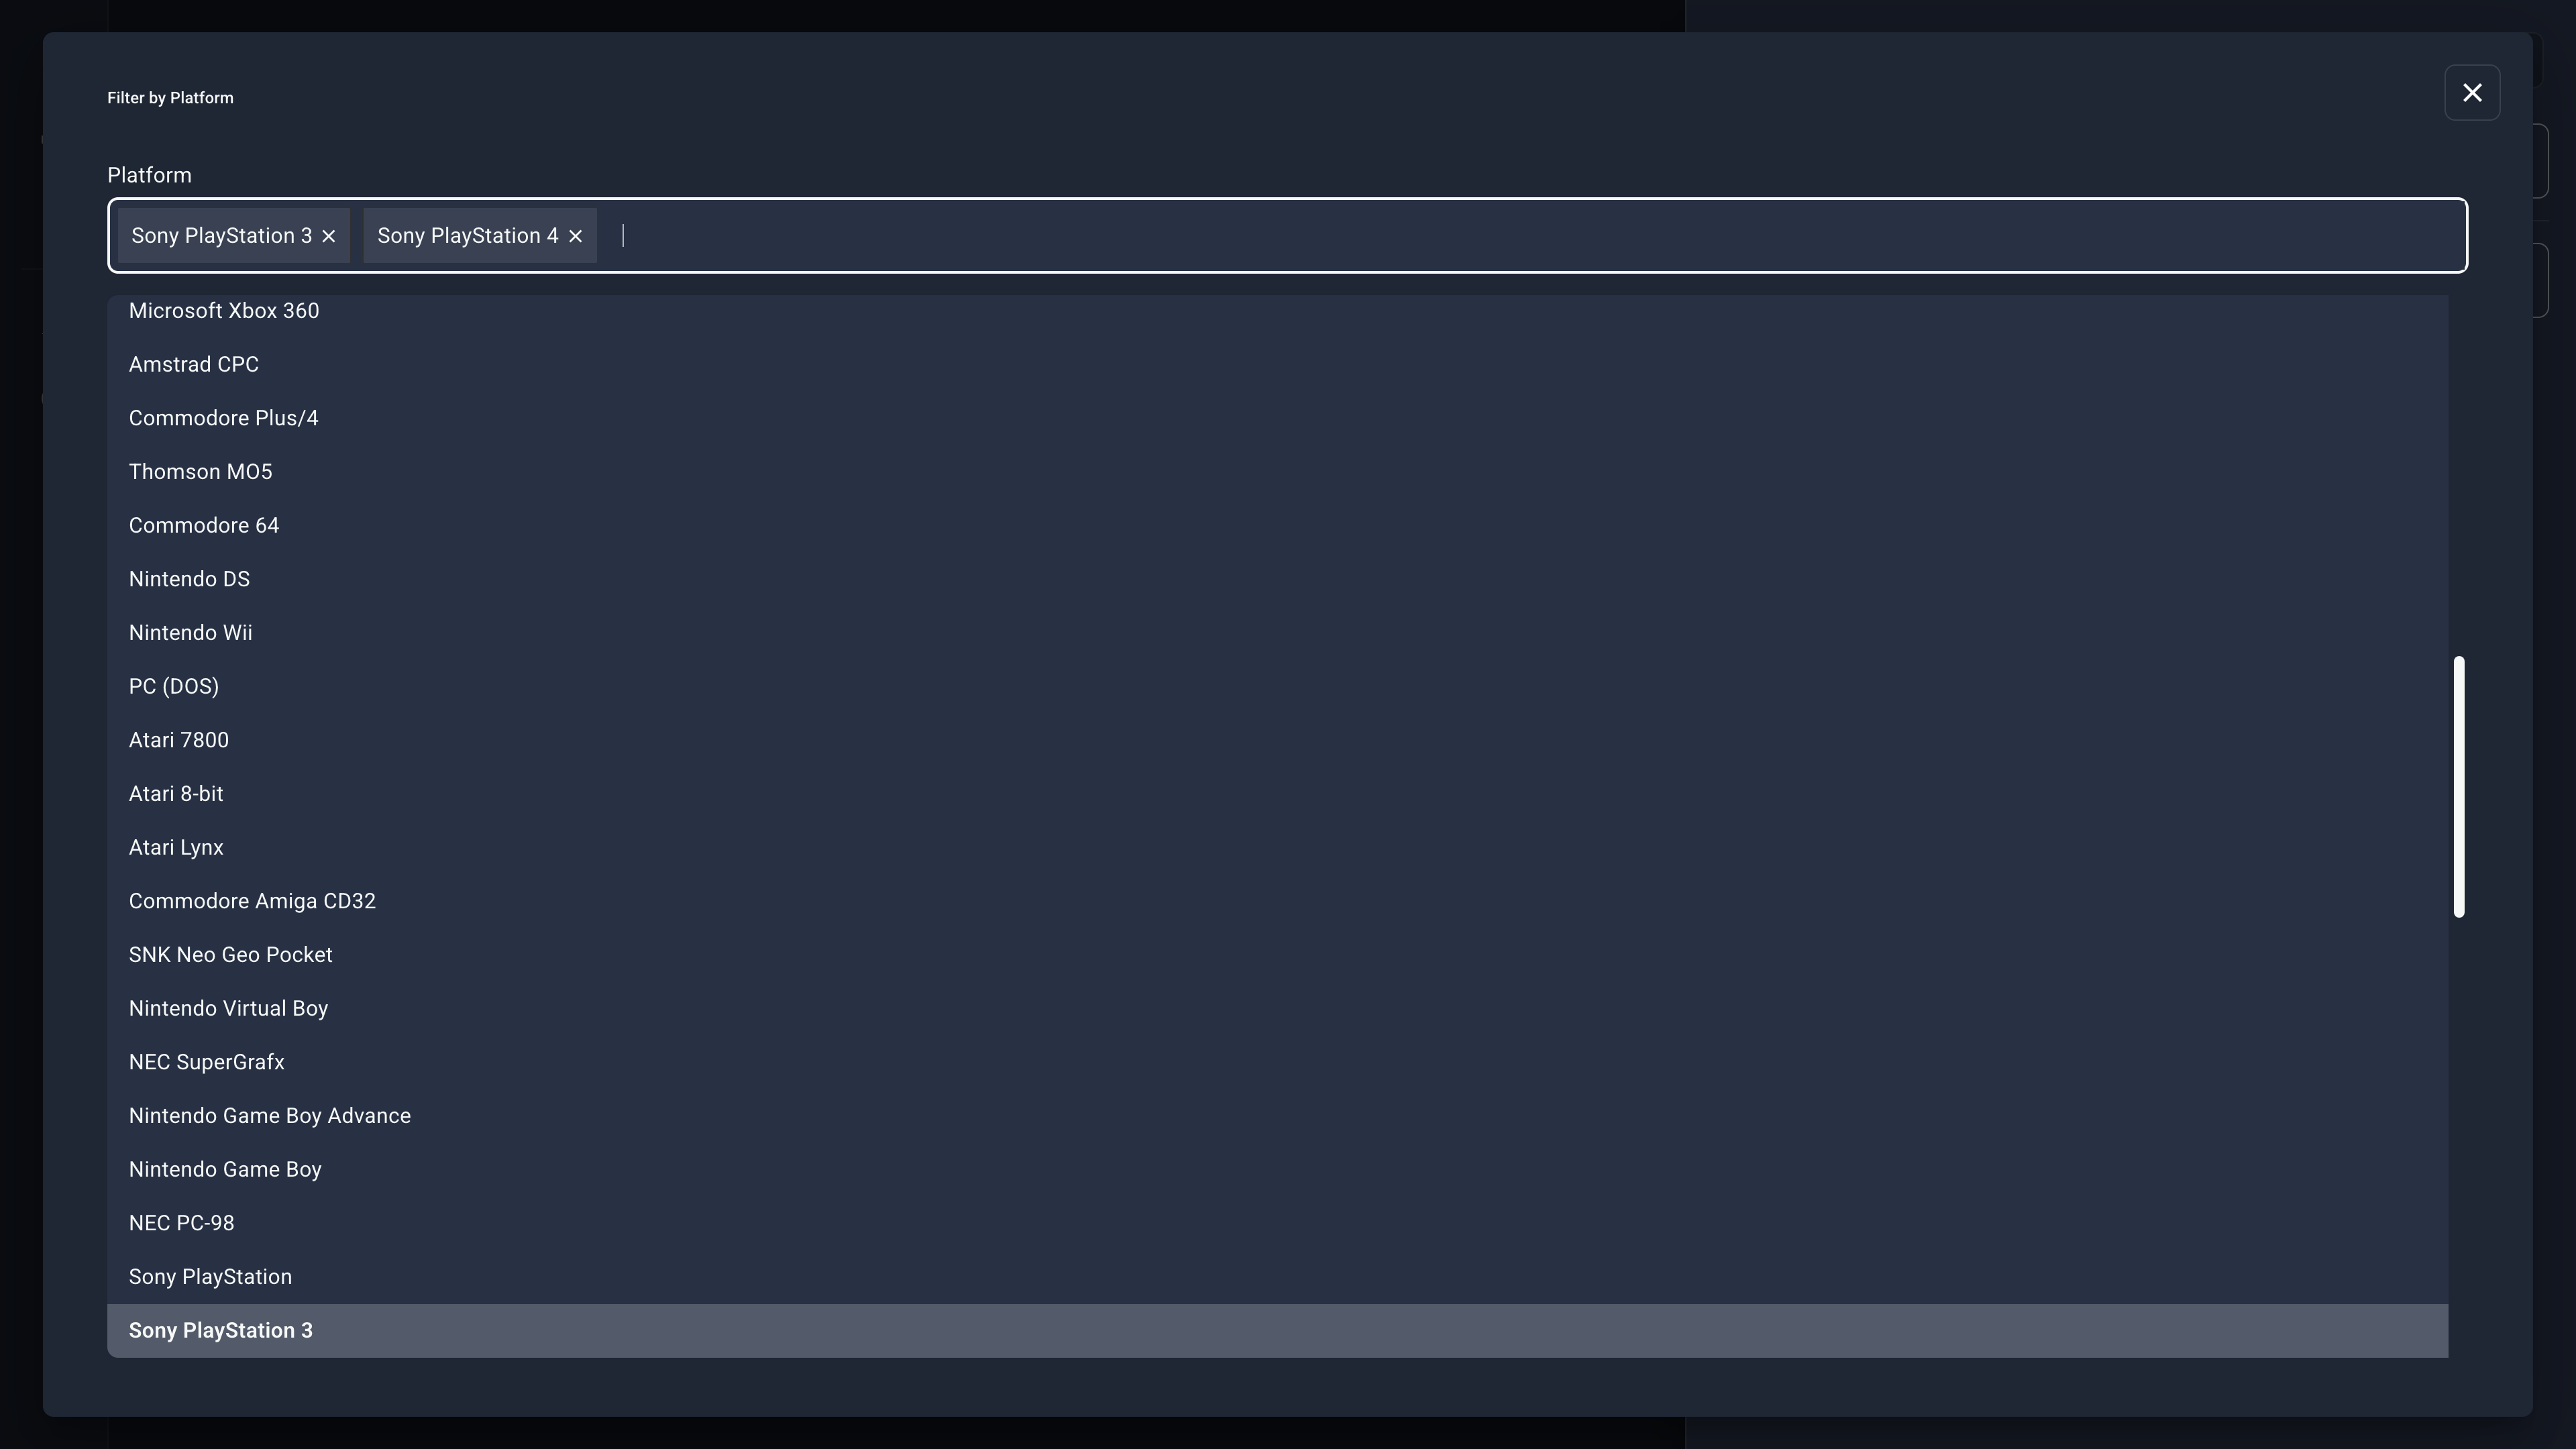 Filter by Platform
Platform
Sony PlayStation 3 Sony PlayStation 4
Microsoft Xbox 360
Amstrad CPC
Commodore Plus/4
Thomson MO5
Commodore 64
Nintendo DS
Nintendo Wii
PC (DOS)
Atari 7800
Atari 8-bit
Atari Lynx
Commodore Amiga CD32
SNK Neo Geo Pocket
Nintendo Virtual Boy
NEC SuperGrafx
Nintendo Game Boy Advance
Nintendo Game Boy
NEC PC-98
Sony PlayStation
Sony PlayStation 3